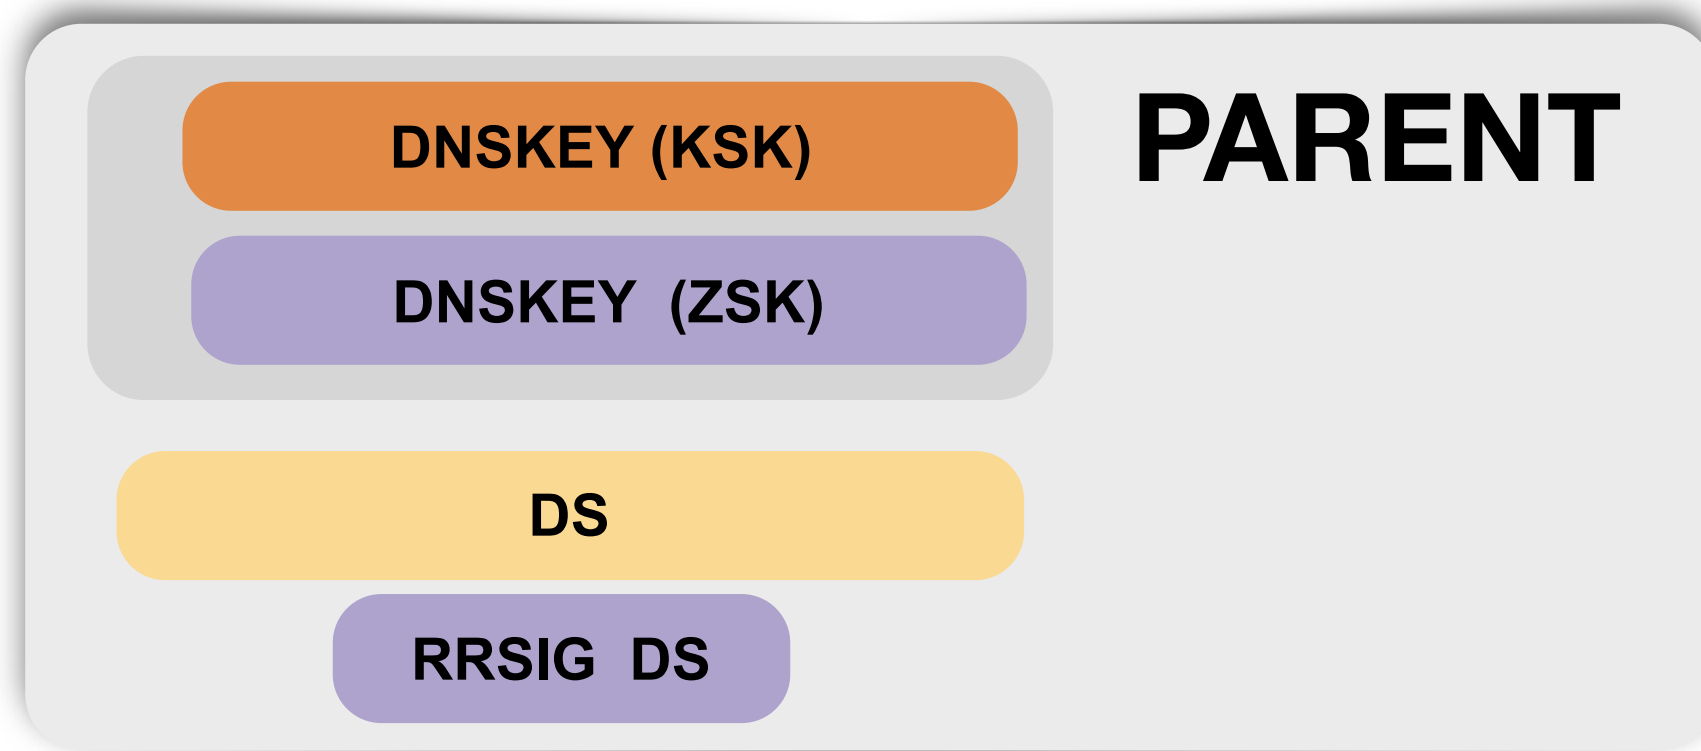 DNSKEY (KSK)
PARENT
DNSKEY (ZSK)
DS
RRSIG DS